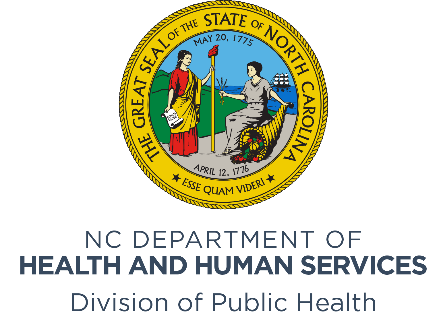 THE GREAT SEAL OF THE STATE OF NORTH CAROLINA
MAY 20, 1775
APRIL 12, 1776
★ ESSE QUAM VIDERI ★
NC DEPARTMENT OF
HEALTH AND HUMAN SERVICES
Division of Public Health